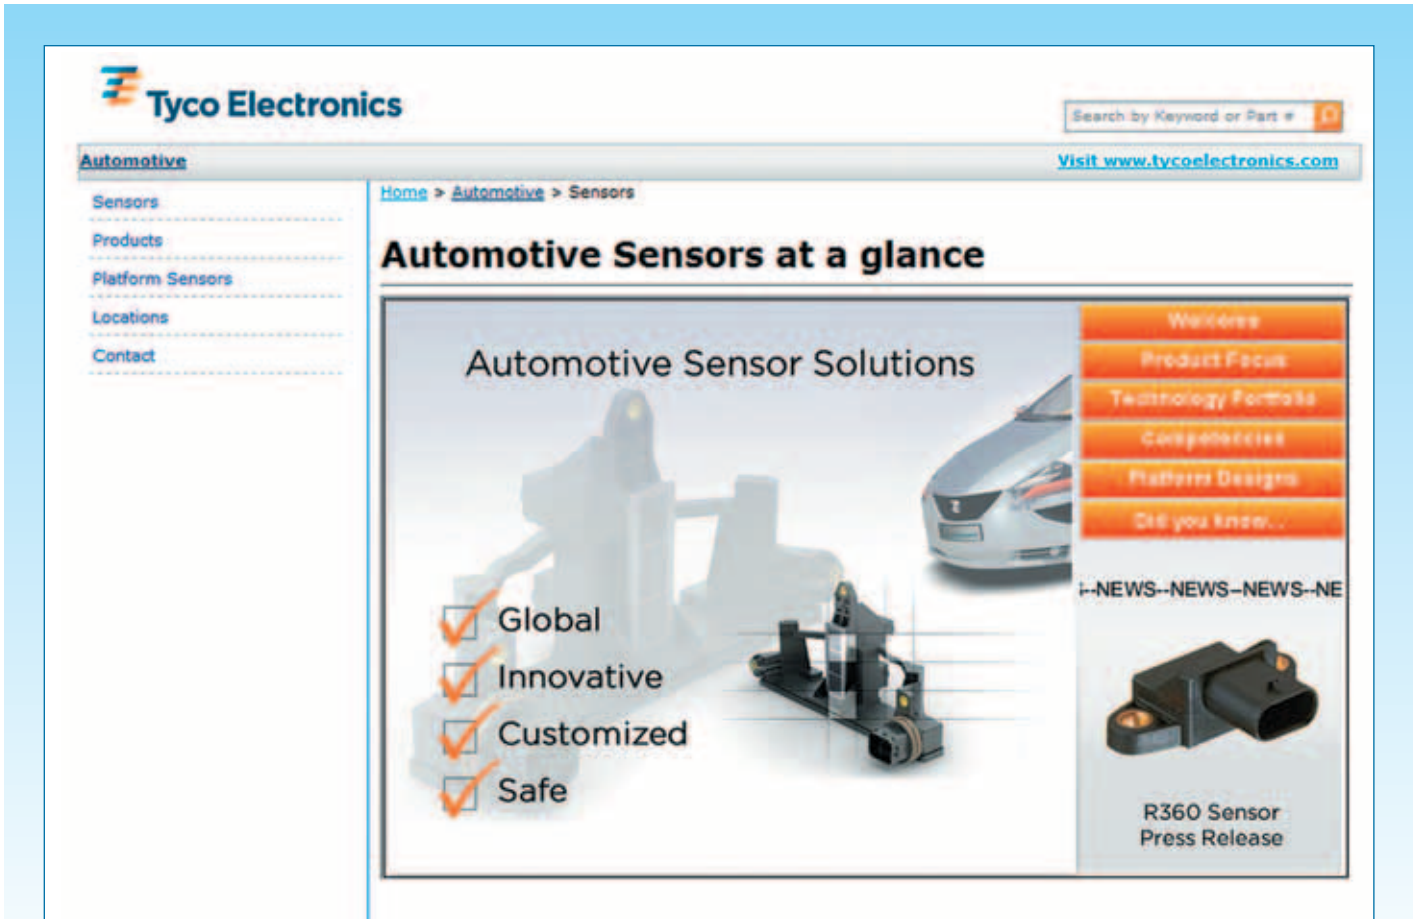 Tyco Electronics
Search by Keyword or Part #
Automotive
Visit www.tycoelectronics.com
Sensors
Products
Platform Sensors
Locations
Contact
Home > Automotive > Sensors
Automotive Sensors at a glance
Automotive Sensor Solutions
Global
Innovative
Customized
Safe
Welcome
Product Focus
Technology Portfolio
Competencies
Platform Designs
Did you know...
--NEWS--NEWS--NEWS--NE
R360 Sensor
Press Release